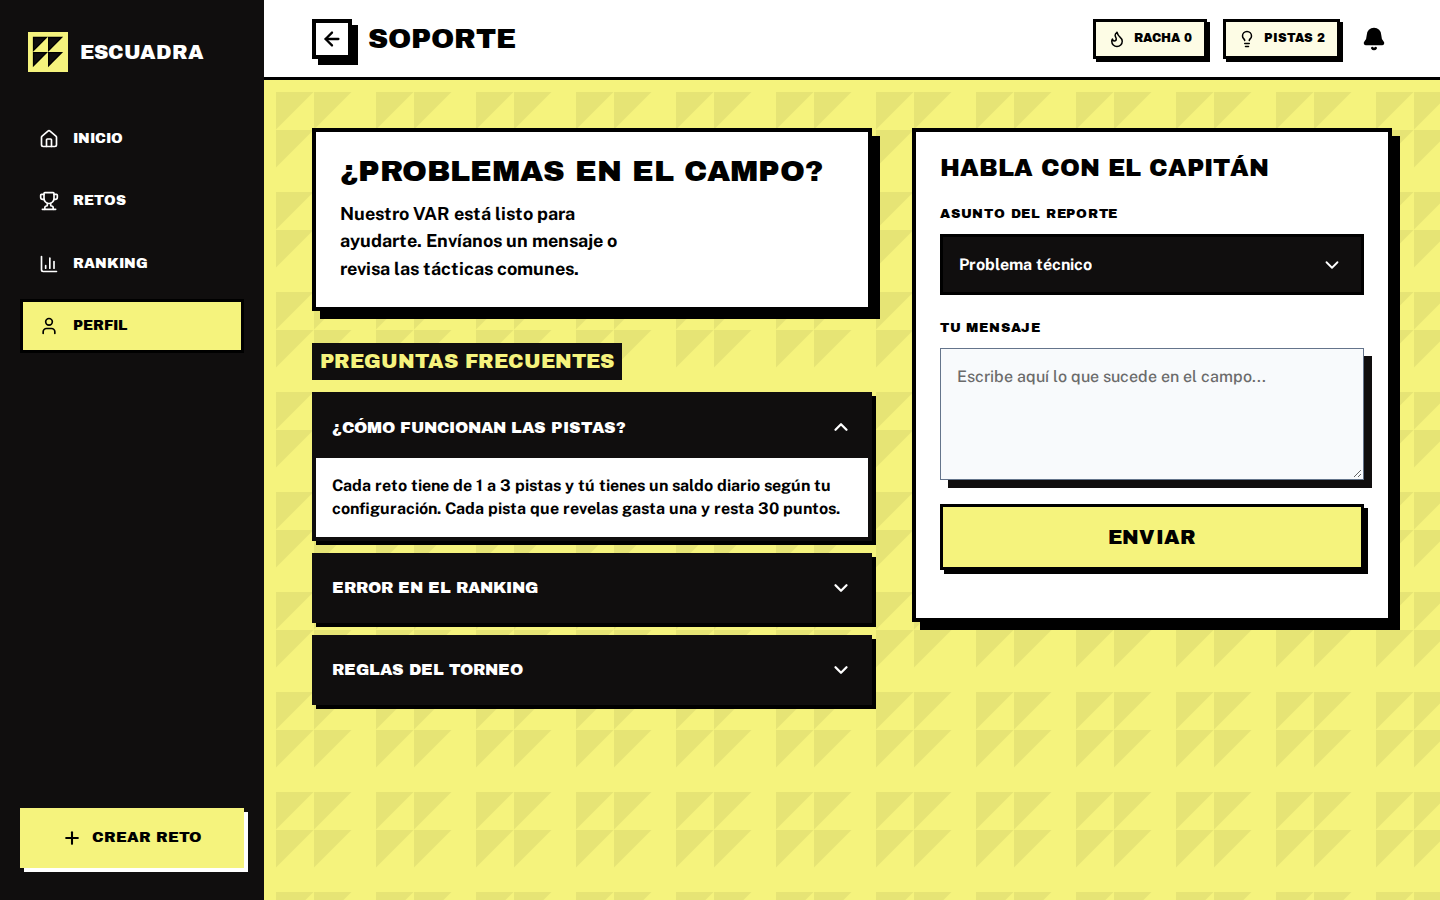 ESCUADRA
INICIO
RETOS
RANKING
PERFIL
CREAR RETO
SOPORTE
RACHA 0
PISTAS 2
¿PROBLEMAS EN EL CAMPO?
Nuestro VAR está listo para
ayudarte. Envíanos un mensaje o
revisa las tácticas comunes.
PREGUNTAS FRECUENTES
¿CÓMO FUNCIONAN LAS PISTAS?
Cada reto tiene de 1 a 3 pistas y tú tienes un saldo diario según tu
configuración. Cada pista que revelas gasta una y resta 30 puntos.
ERROR EN EL RANKING
REGLAS DEL TORNEO
HABLA CON EL CAPITÁN
ASUNTO DEL REPORTE
Problema técnico
TU MENSAJE
Escribe aquí lo que sucede en el campo...
ENVIAR